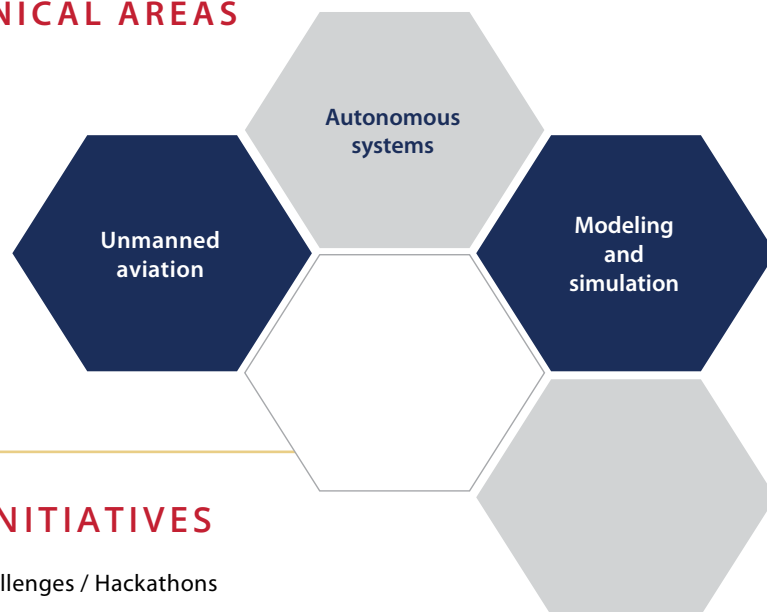 NICAL AREAS
Autonomous
systems
Unmanned
aviation
Modeling
and
simulation
NITIATIVES
llenges / Hackathons